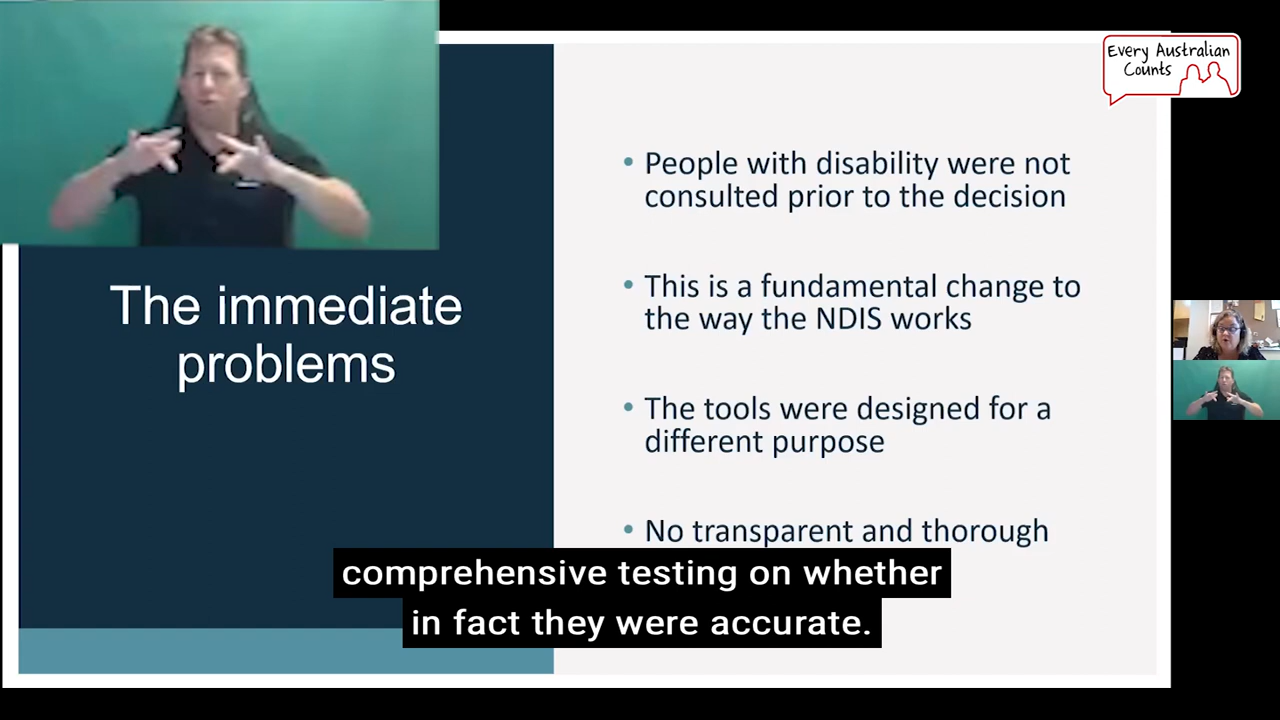 Every Australian
Counts
The immediate
problems
• People with disability were not
consulted prior to the decision
• This is a fundamental change to
the way the NDIS works
• The tools were designed for a
different purpose
• No transparent and thorough
comprehensive testing on whether
in fact they were accurate.